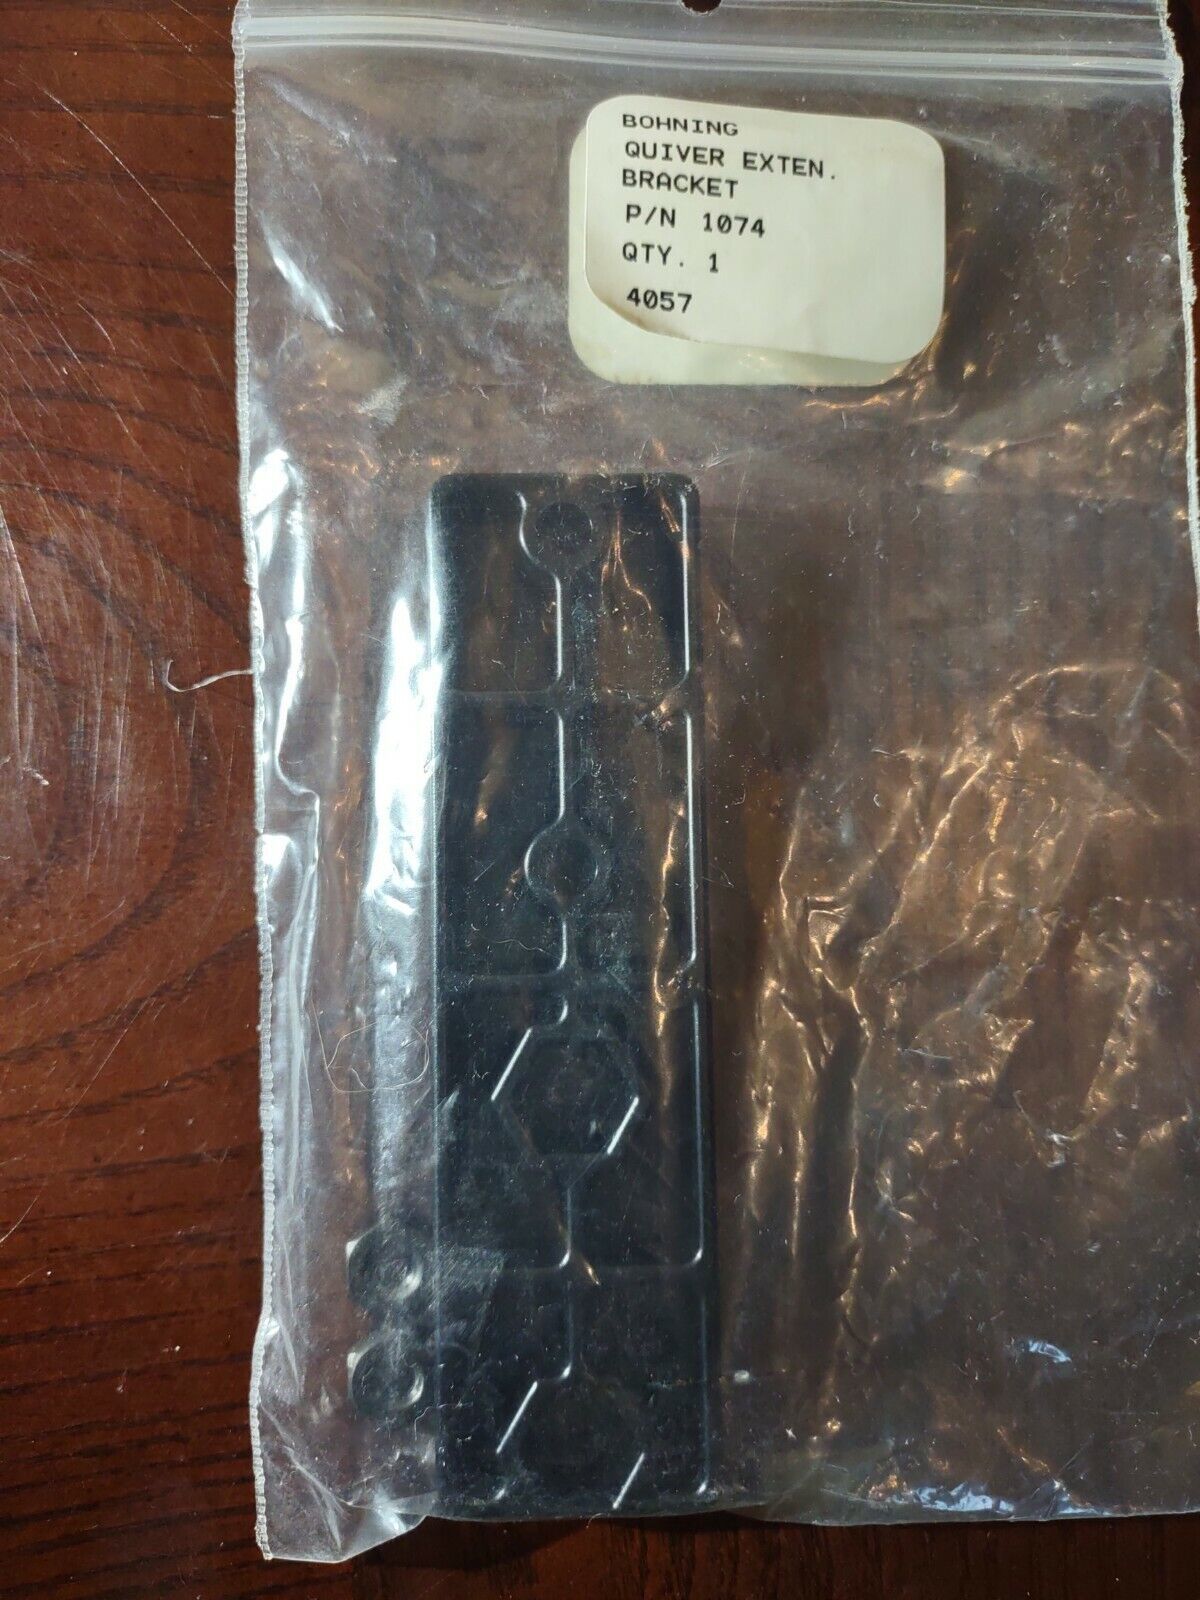 BOHNING
QUIVER EXTEN.
BRACKET
P/N 1074
QTY. 1
4057